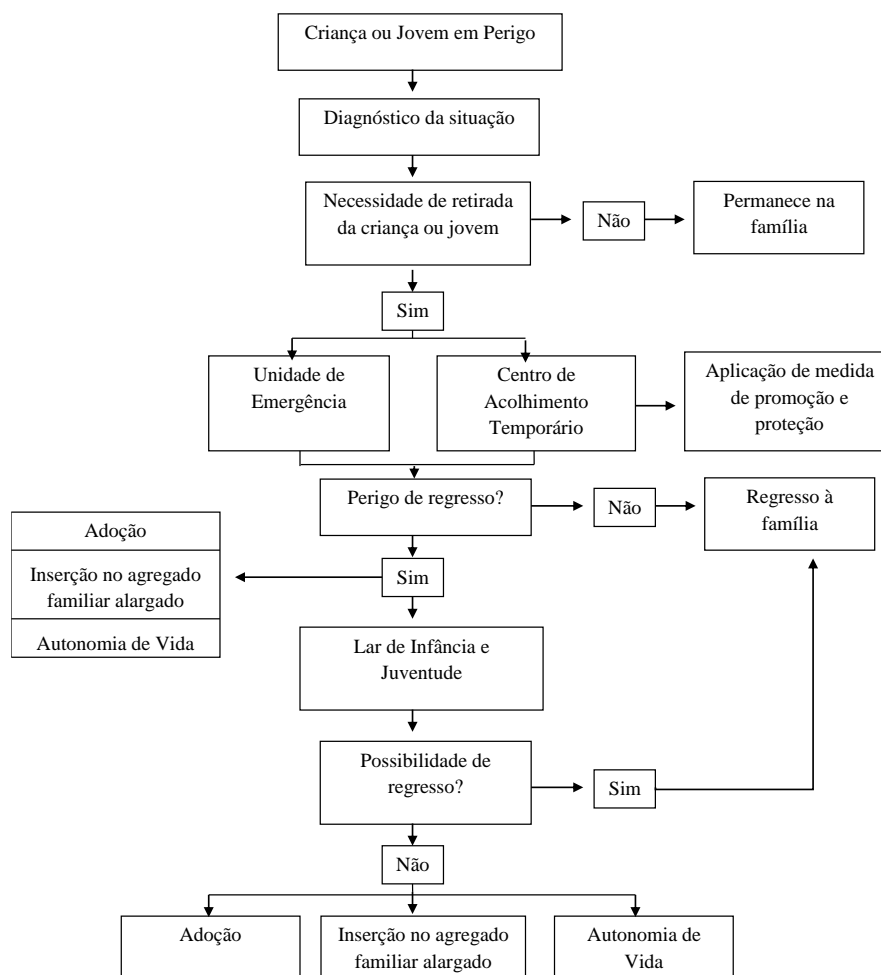 Criança ou Jovem em Perigo
Diagnóstico da situação
Necessidade de retirada
da criança ou jovem
Não
Permanece na
família
Sim
Unidade de
Emergência
Centro de
Acolhimento
Temporário
Aplicação de medida
de promoção e
proteção
Perigo de regresso?
Não
Regresso à
família
Adoção
Inserção no agregado
familiar alargado
Autonomia de Vida
Sim
Lar de Infância e
Juventude
Possibilidade de
regresso?
Sim
Não
Adoção
Inserção no agregado
familiar alargado
Autonomia de
Vida